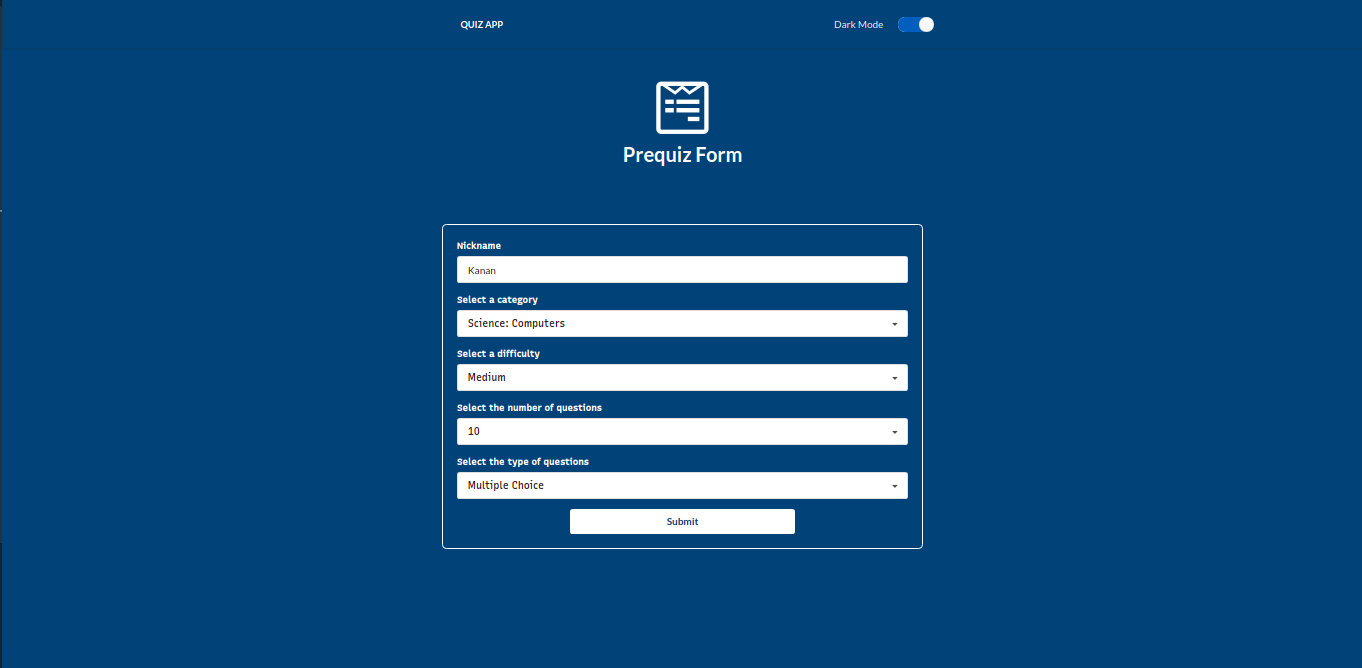 QUIZ APP
Dark Mode
Prequiz Form
Nickname
Kanan
Select a category
Science: Computers
Select a difficulty
Medium
Select the number of questions
10
Select the type of questions
Multiple Choice
Submit